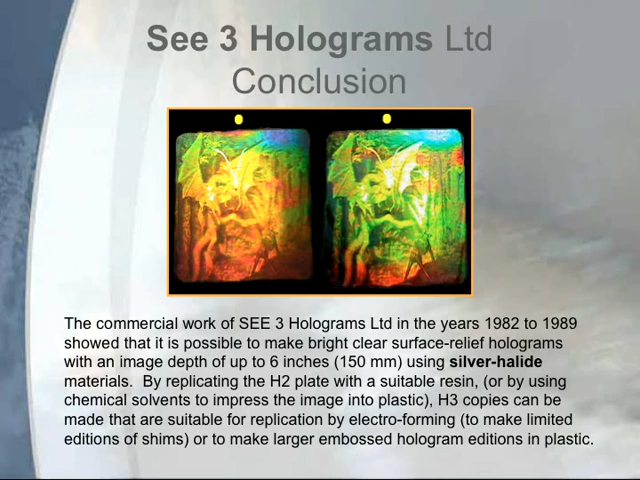 See 3 Holograms Ltd
Conclusion
The commercial work of SEE 3 Holograms Ltd in the years 1982 to 1989
showed that it is possible to make bright clear surface-relief holograms
with an image depth of up to 6 inches (150 mm) using silver-halide
materials.  By replicating the H2 plate with a suitable resin, (or by using
chemical solvents to impress the image into plastic), H3 copies can be
made that are suitable for replication by electro-forming (to make limited
editions of shims) or to make larger embossed hologram editions in plastic.